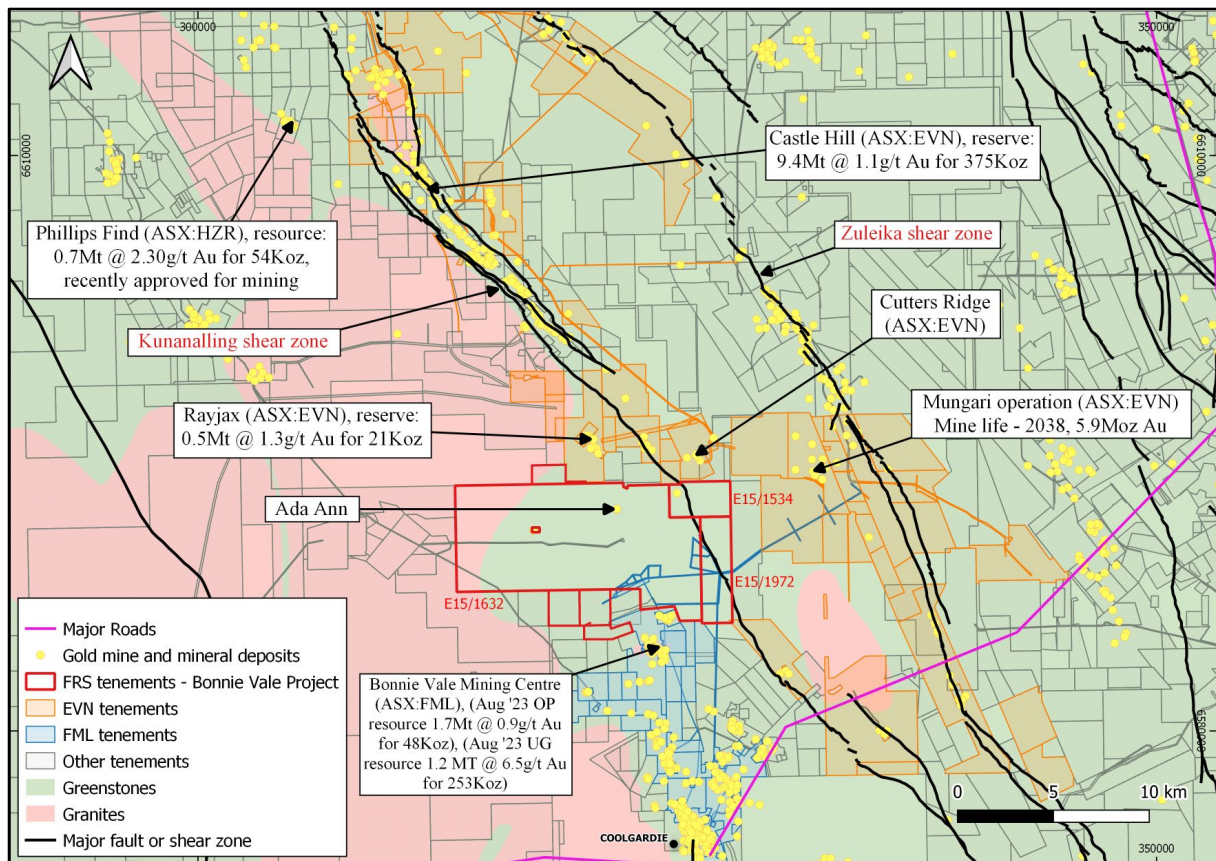 300000
350000
6610000
6610000
Castle Hill (ASX:EVN), reserve:
9.4Mt @ 1.1g/t Au for 375Koz
Phillips Find (ASX:HZR), resource:
0.7Mt @ 2.30g/t Au for 54Koz,
recently approved for mining
Zuleika shear zone
Kunanalling shear zone
Cutters Ridge
(ASX:EVN)
Rayjax (ASX:EVN), reserve:
0.5Mt @ 1.3g/t Au for 21Koz
Mungari operation (ASX:EVN)
Mine life - 2038, 5.9Moz Au
Ada Ann
E15/1534
E15/1972
E15/1632
Bonnie Vale Mining Centre
(ASX:FML), (Aug '23 OP
resource 1.7Mt @ 0.9g/t Au
for 48Koz), (Aug '23 UG
resource 1.2 MT @ 6.5g/t Au
for 253Koz)
Major Roads
Gold mine and mineral deposits
FRS tenements - Bonnie Vale Project
EVN tenements
FML tenements
Other tenements
Greenstones
Granites
Major fault or shear zone
6580000
0 5 10 km
COOLGARDIE
350000